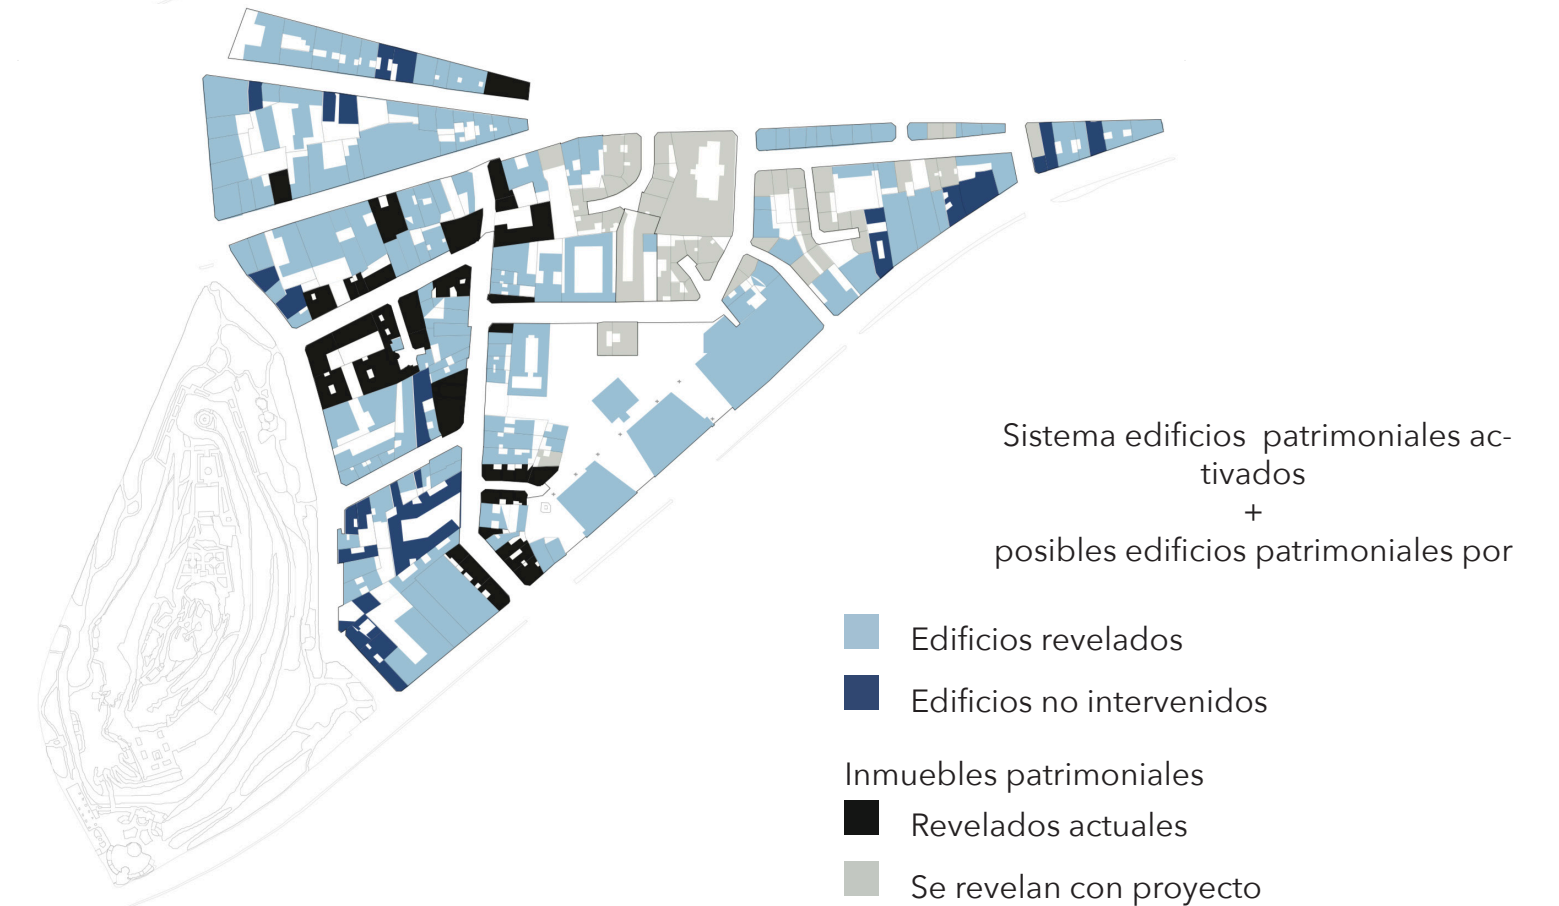 Sistema edificios patrimoniales ac-
tivados
+
posibles edificios patrimoniales por
Edificios revelados
Edificios no intervenidos
Inmuebles patrimoniales
Revelados actuales
Se revelan con proyecto